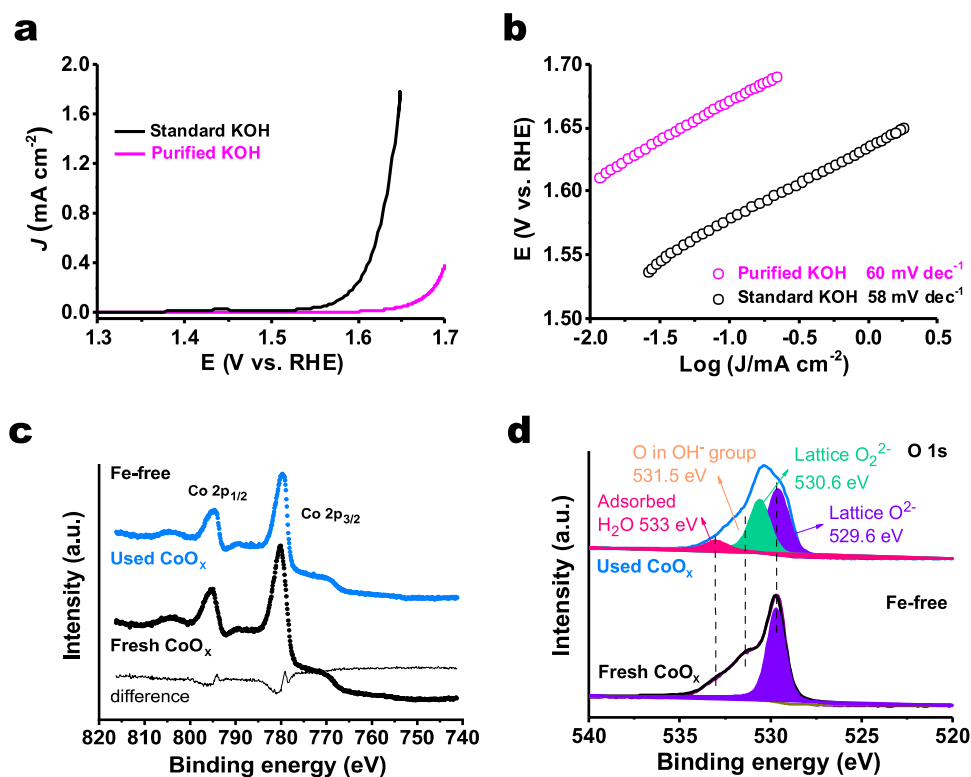 a
2.0
1.6
1.2
0.8
0.4
0.0
J (mA cm⁻²)
Standard KOH
Purified KOH
1.3 1.4 1.5 1.6 1.7
E (V vs. RHE)
b
1.70
1.65
1.60
1.55
1.50
E (V vs. RHE)
Purified KOH 60 mV dec⁻¹
Standard KOH 58 mV dec⁻¹
-2.0 -1.5 -1.0 -0.5 0.0 0.5
Log (J/mA cm⁻²)
c
Intensity (a.u.)
Fe-free
Co 2p₁/₂
Co 2p₃/₂
Used CoOₓ
Fresh CoOₓ
difference
820 810 800 790 780 770 760 750 740
Binding energy (eV)
d
Intensity (a.u.)
O 1s
O in OH⁻ group
531.5 eV
Lattice O₂²⁻
530.6 eV
Adsorbed
H₂O 533 eV
Lattice O²⁻
529.6 eV
Used CoOₓ
Fe-free
Fresh CoOₓ
540 535 530 525 520
Binding energy (eV)